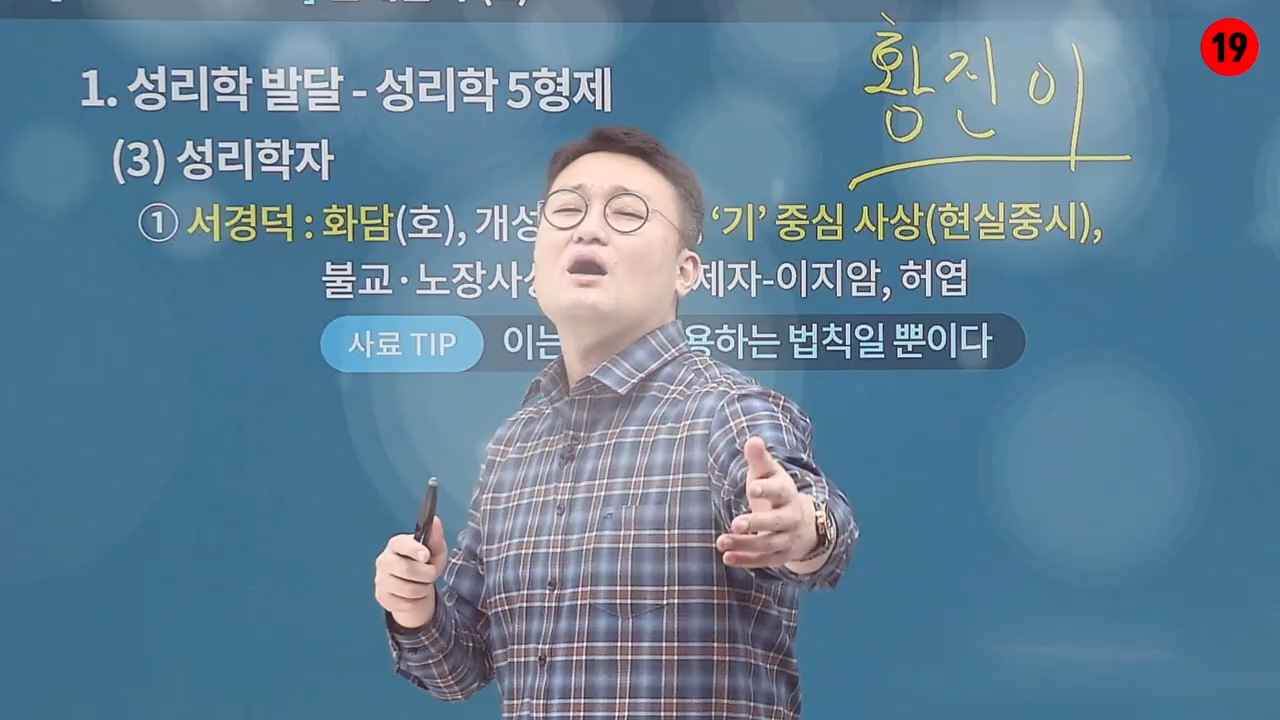 황진이
19
1. 성리학 발달 - 성리학 5형제
(3) 성리학자
① 서경덕 : 화담(호), 개성 '기' 중심 사상(현실중시),
불교·노장사상 제자-이지함, 허엽
사료 TIP 이는 용하는 법칙일 뿐이다